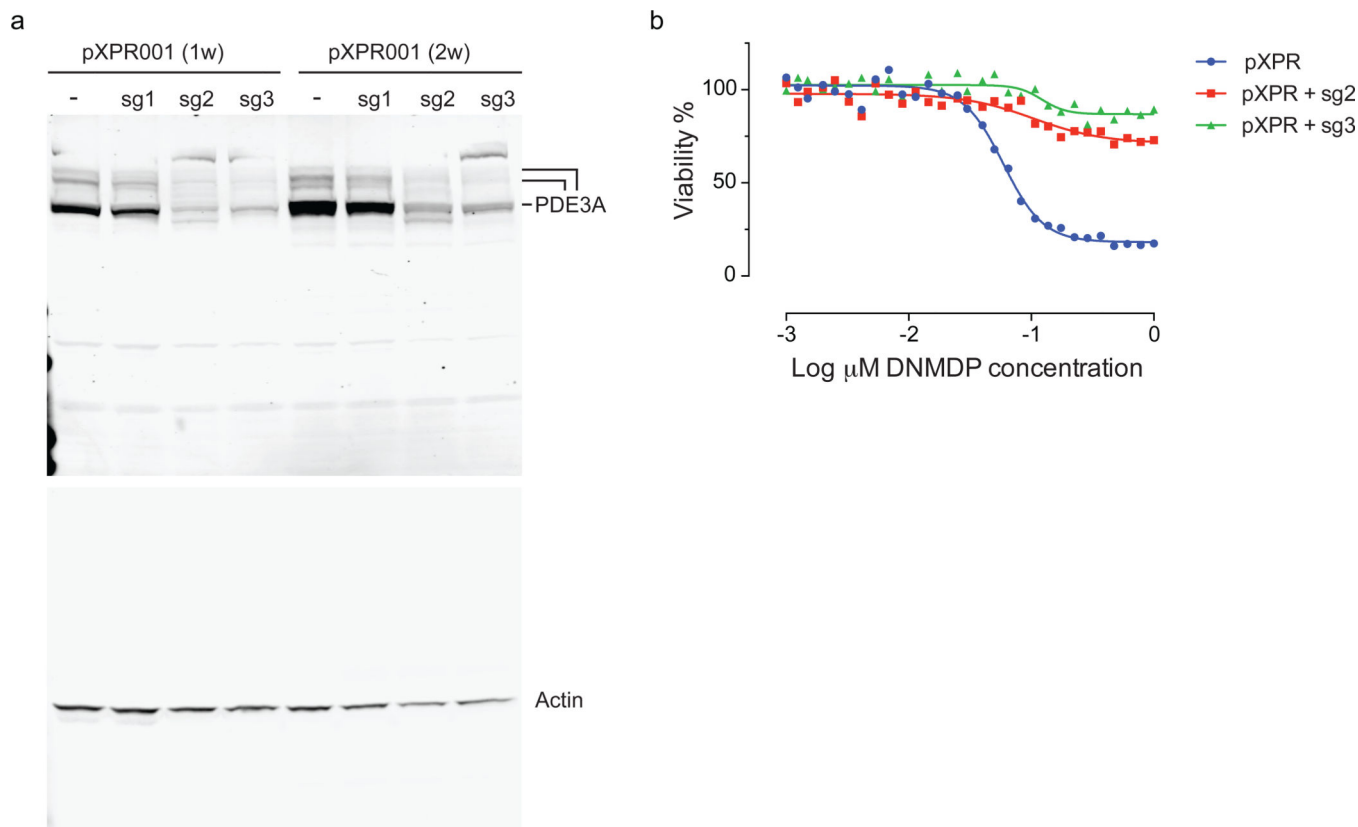 a
pXPR001 (1w) pXPR001 (2w)
- sg1 sg2 sg3 - sg1 sg2 sg3
PDE3A
Actin
b
100
50
0
Viability %
-3 -2 -1 0
Log μM DNMDP concentration
pXPR
pXPR + sg2
pXPR + sg3